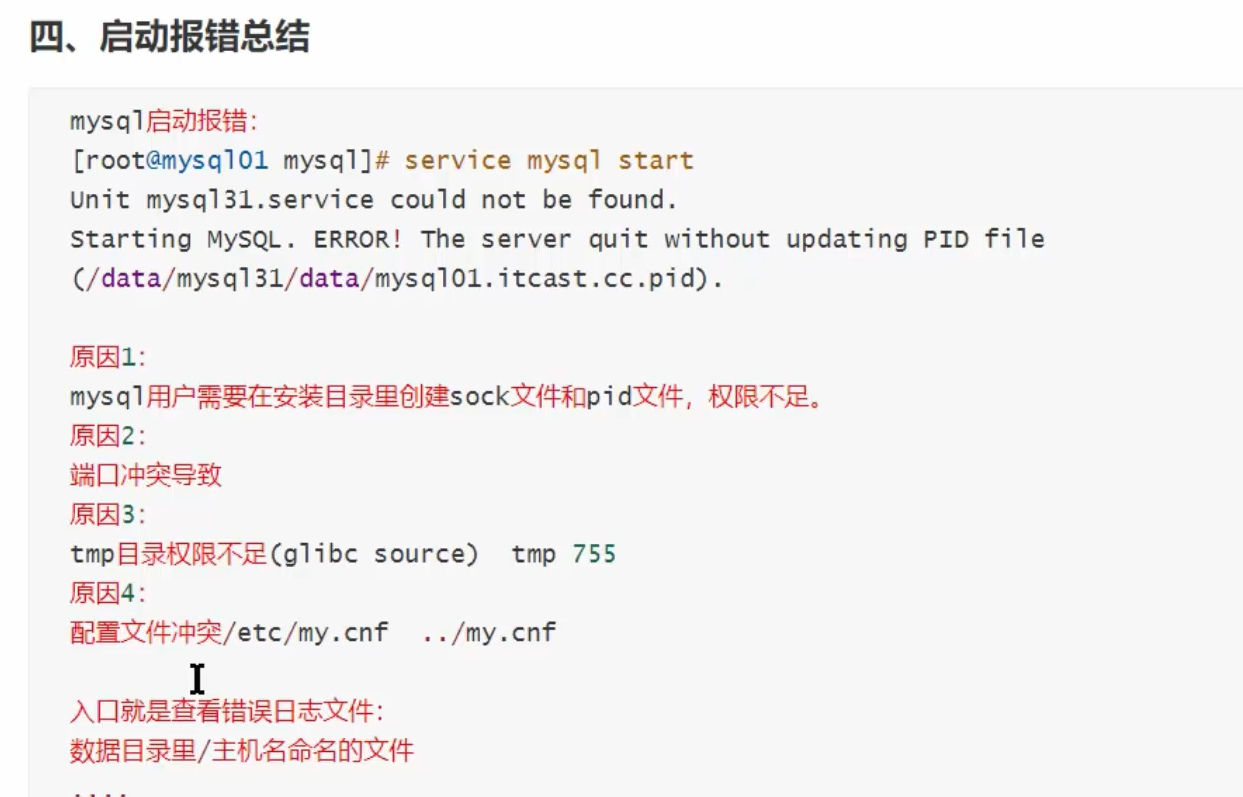 四、启动报错总结
mysql启动报错：
[root@mysql01 mysql]# service mysql start
Unit mysql31.service could not be found.
Starting MySQL. ERROR! The server quit without updating PID file
(/data/mysql31/data/mysql01.itcast.cc.pid).
原因1：
mysql用户需要在安装目录里创建sock文件和pid文件，权限不足。
原因2：
端口冲突导致
原因3：
tmp目录权限不足(glibc source) tmp 755
原因4：
配置文件冲突/etc/my.cnf ../my.cnf
入口就是查看错误日志文件：
数据目录里/主机名命名的文件